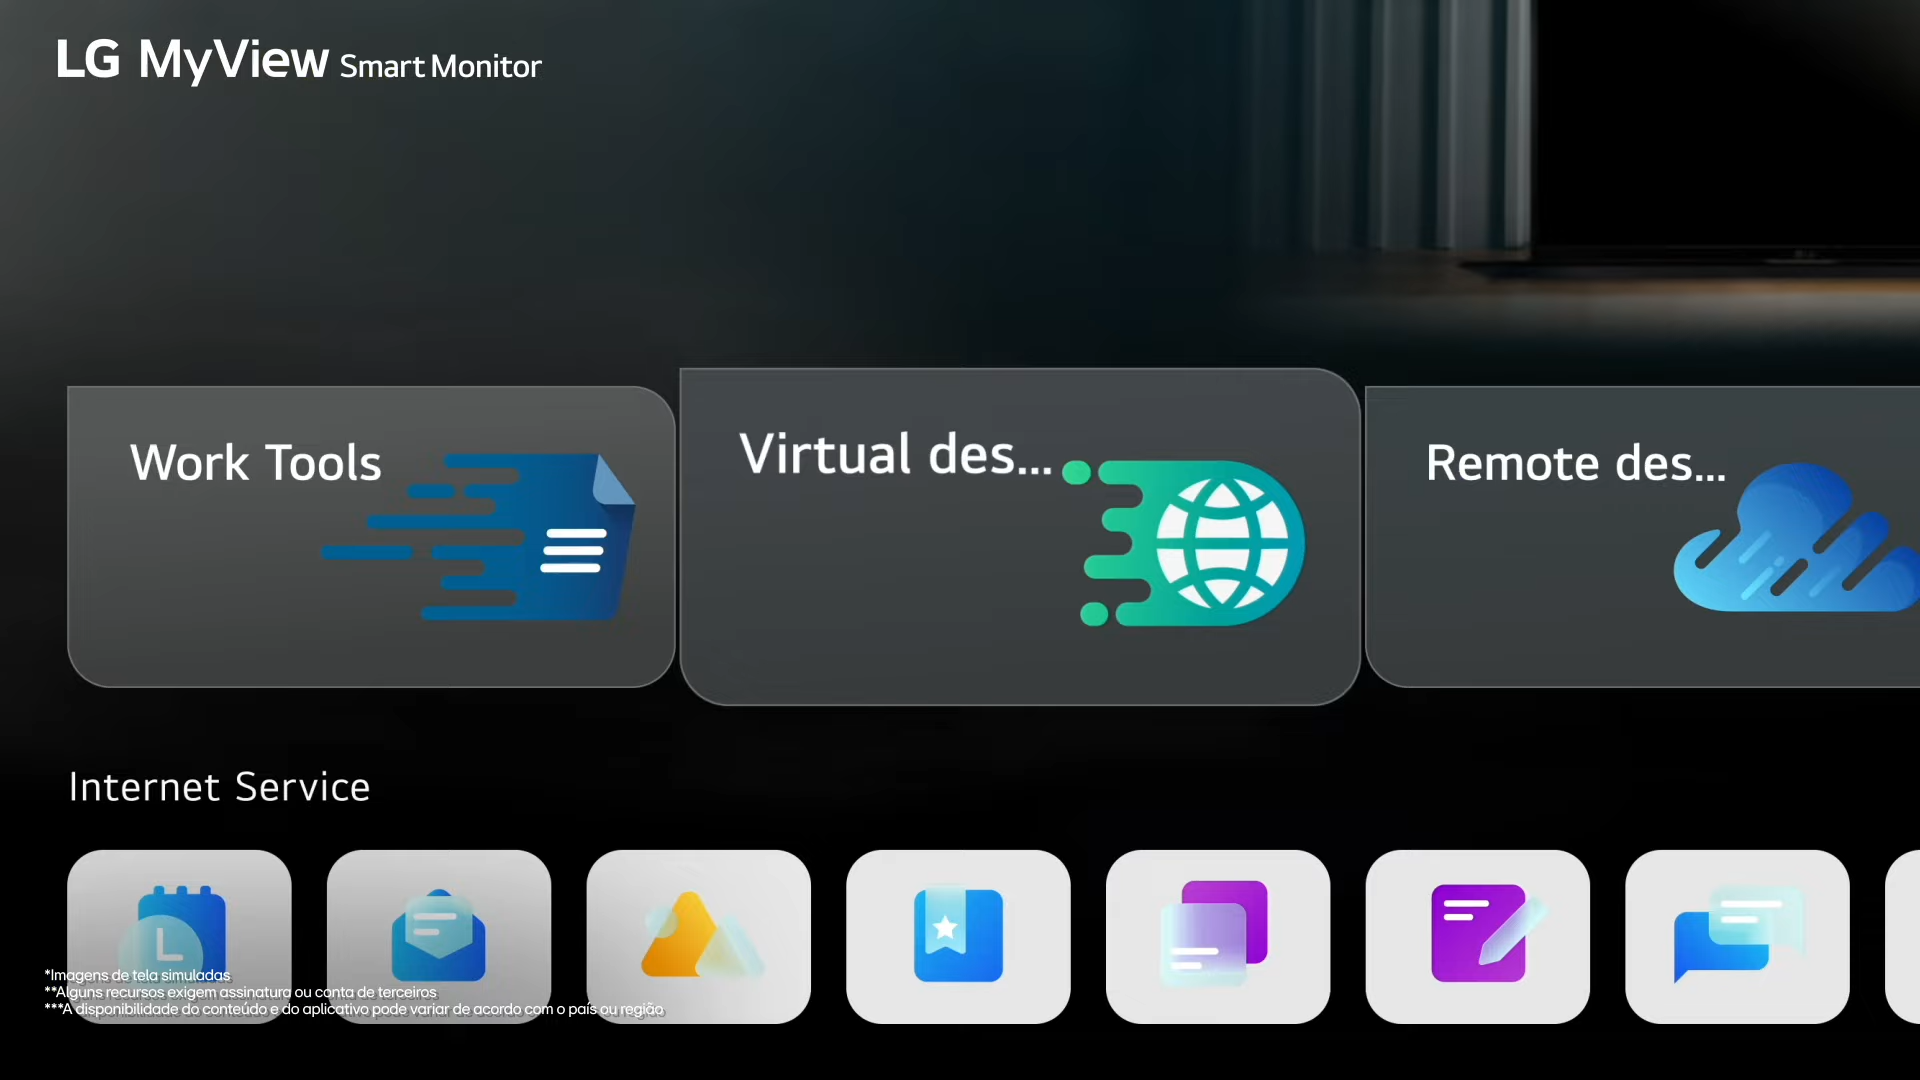 LG MyView Smart Monitor
Work Tools
Virtual des...
Remote des...
Internet Service
*Imagens de tela simuladas
**Alguns recursos exigem assinatura ou conta de terceiros
***A disponibilidade do conteúdo e do aplicativo pode variar de acordo com o país ou região